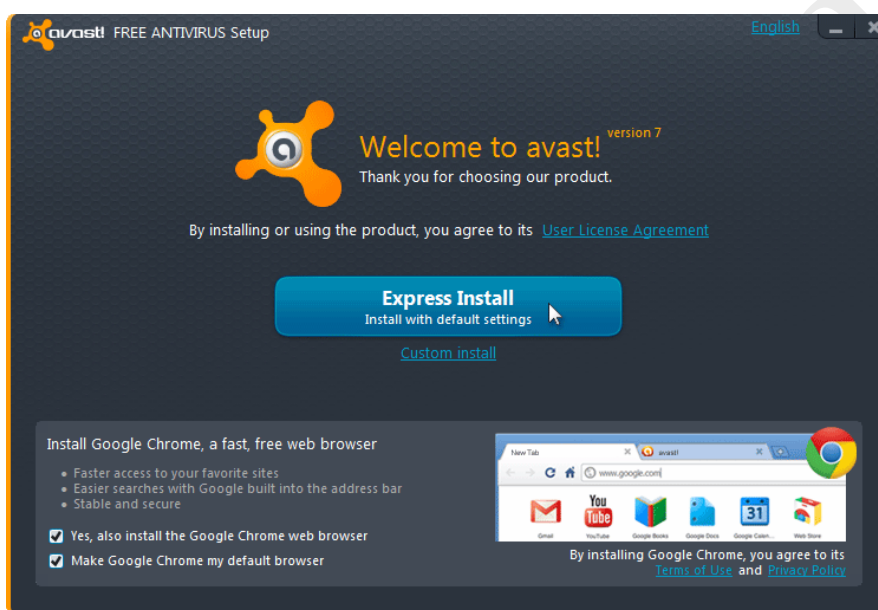 avast! FREE ANTIVIRUS Setup
English
Welcome to avast! version 7
Thank you for choosing our product.
By installing or using the product, you agree to its User License Agreement
Express Install
Install with default settings
Custom install
Install Google Chrome, a fast, free web browser
Faster access to your favorite sites
Easier searches with Google built into the address bar
Stable and secure
Yes, also install the Google Chrome web browser
Make Google Chrome my default browser
New Tab
avast!
www.google.com
You
Tube
31
Gmail YouTube Google Books Google Docs Google Calen... Web Store
By installing Google Chrome, you agree to its
Terms of Use and Privacy Policy